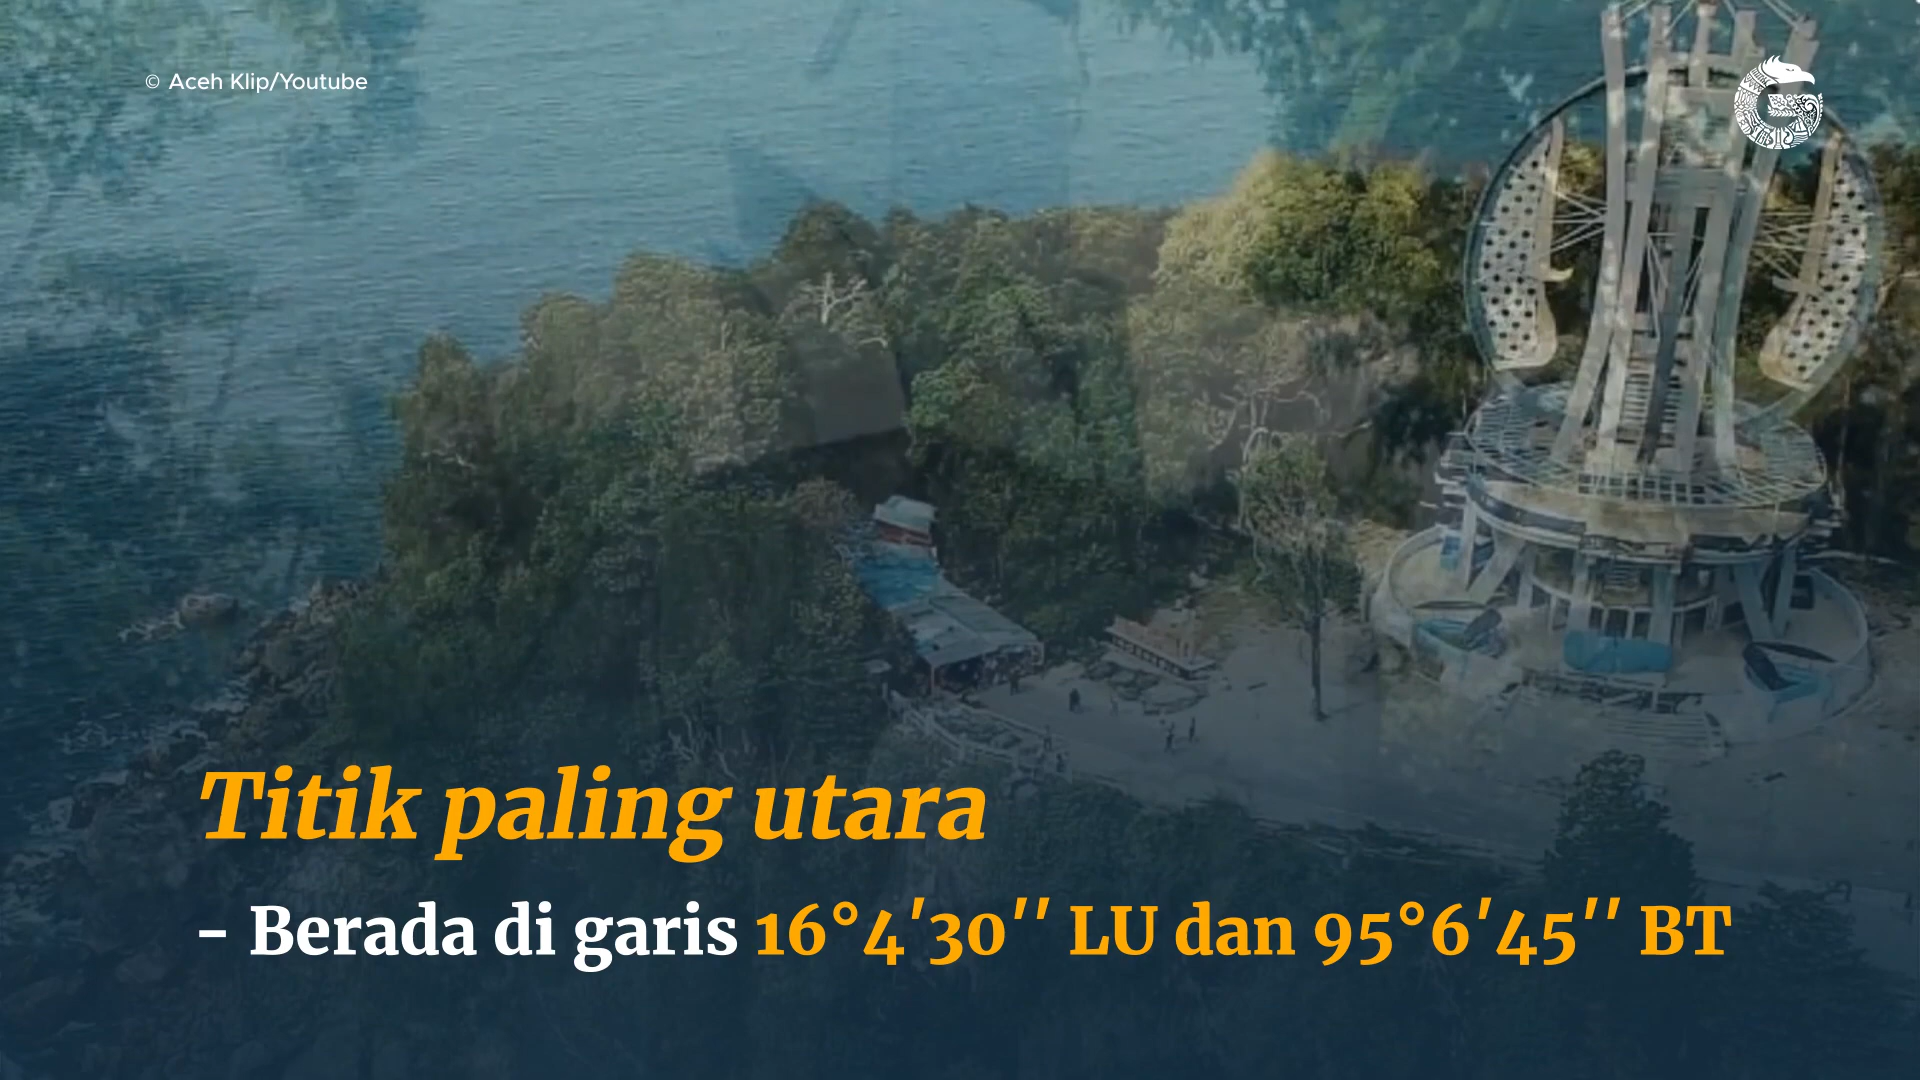 © Aceh Klip/Youtube
Titik paling utara
- Berada di garis 16°4′30′′ LU dan 95°6′45′′ BT